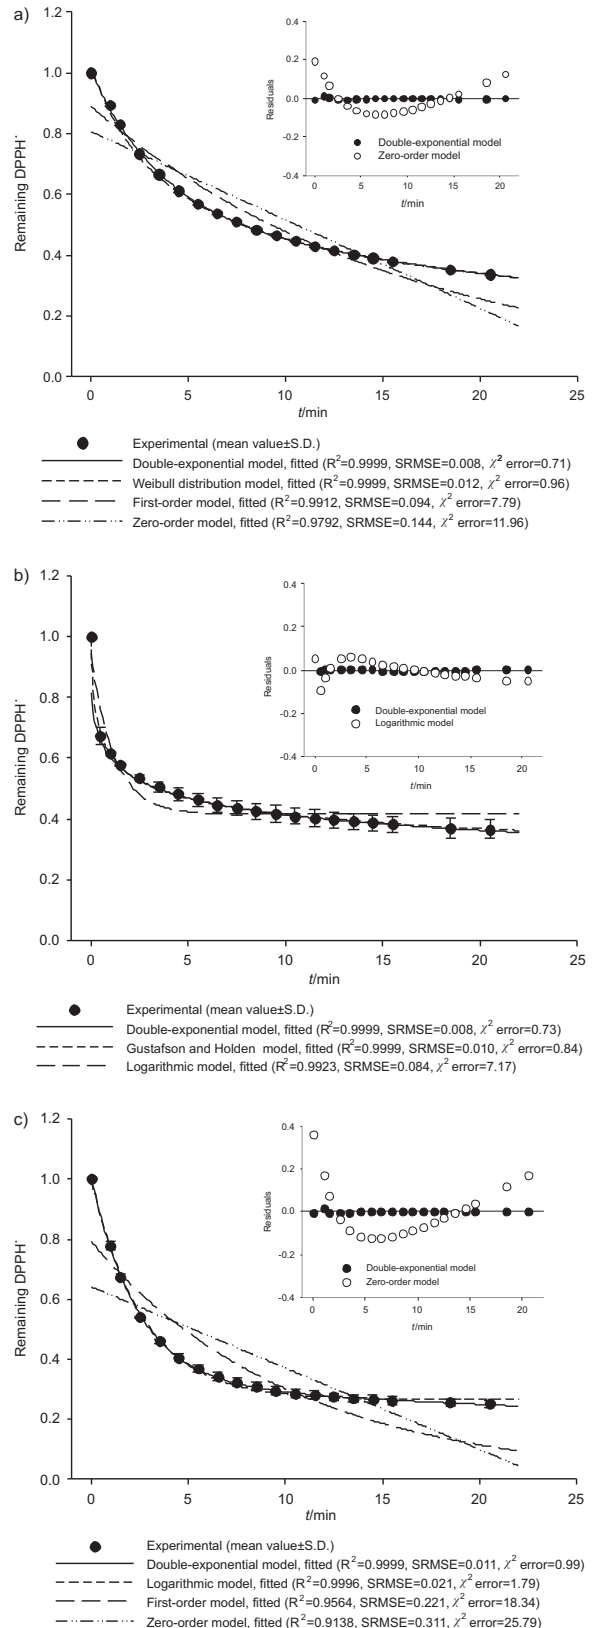 a)
1.2
1.0
0.8
0.6
0.4
0.2
0.0
Remaining DPPH˙
0 5 10 15 20 25
t/min
0.4
0.2
0.0
-0.2
-0.4
Residuals
Double-exponential model
Zero-order model
0 5 10 15 20
t/min
Experimental (mean value±S.D.)
Double-exponential model, fitted (R²=0.9999, SRMSE=0.008, χ² error=0.71)
Weibull distribution model, fitted (R²=0.9999, SRMSE=0.012, χ² error=0.96)
First-order model, fitted (R²=0.9912, SRMSE=0.094, χ² error=7.79)
Zero-order model, fitted (R²=0.9792, SRMSE=0.144, χ² error=11.96)
b)
1.2
1.0
0.8
0.6
0.4
0.2
0.0
Remaining DPPH˙
0 5 10 15 20 25
t/min
0.4
0.2
0.0
-0.2
-0.4
Residuals
Double-exponential model
Logarithmic model
0 5 10 15 20
t/min
Experimental (mean value±S.D.)
Double-exponential model, fitted (R²=0.9999, SRMSE=0.008, χ² error=0.73)
Gustafson and Holden model, fitted (R²=0.9999, SRMSE=0.010, χ² error=0.84)
Logarithmic model, fitted (R²=0.9923, SRMSE=0.084, χ² error=7.17)
c)
1.2
1.0
0.8
0.6
0.4
0.2
0.0
Remaining DPPH˙
0 5 10 15 20 25
t/min
0.4
0.2
0.0
-0.2
-0.4
Residuals
Double-exponential model
Zero-order model
0 5 10 15 20
t/min
Experimental (mean value±S.D.)
Double-exponential model, fitted (R²=0.9999, SRMSE=0.011, χ² error=0.99)
Logarithmic model, fitted (R²=0.9996, SRMSE=0.021, χ² error=1.79)
First-order model, fitted (R²=0.9564, SRMSE=0.221, χ² error=18.34)
Zero-order model, fitted (R²=0.9138, SRMSE=0.311, χ² error=25.79)